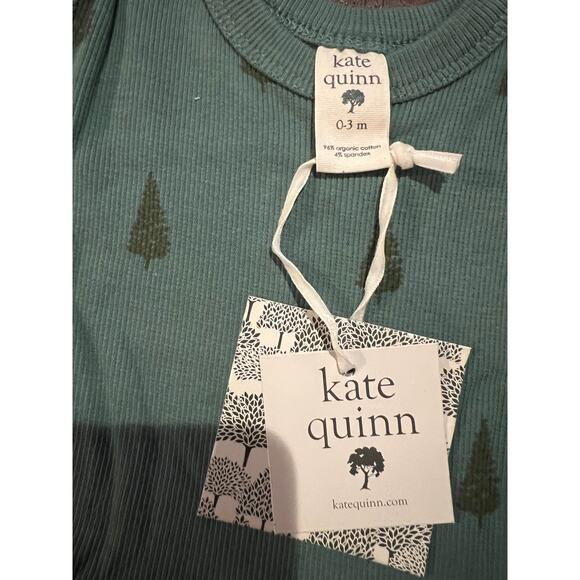 kate
quinn
0-3 m
96% organic cotton
4% spandex
kate
quinn
katequinn.com